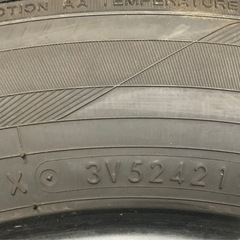 TION AA TEMPERATURE
X 3V52421